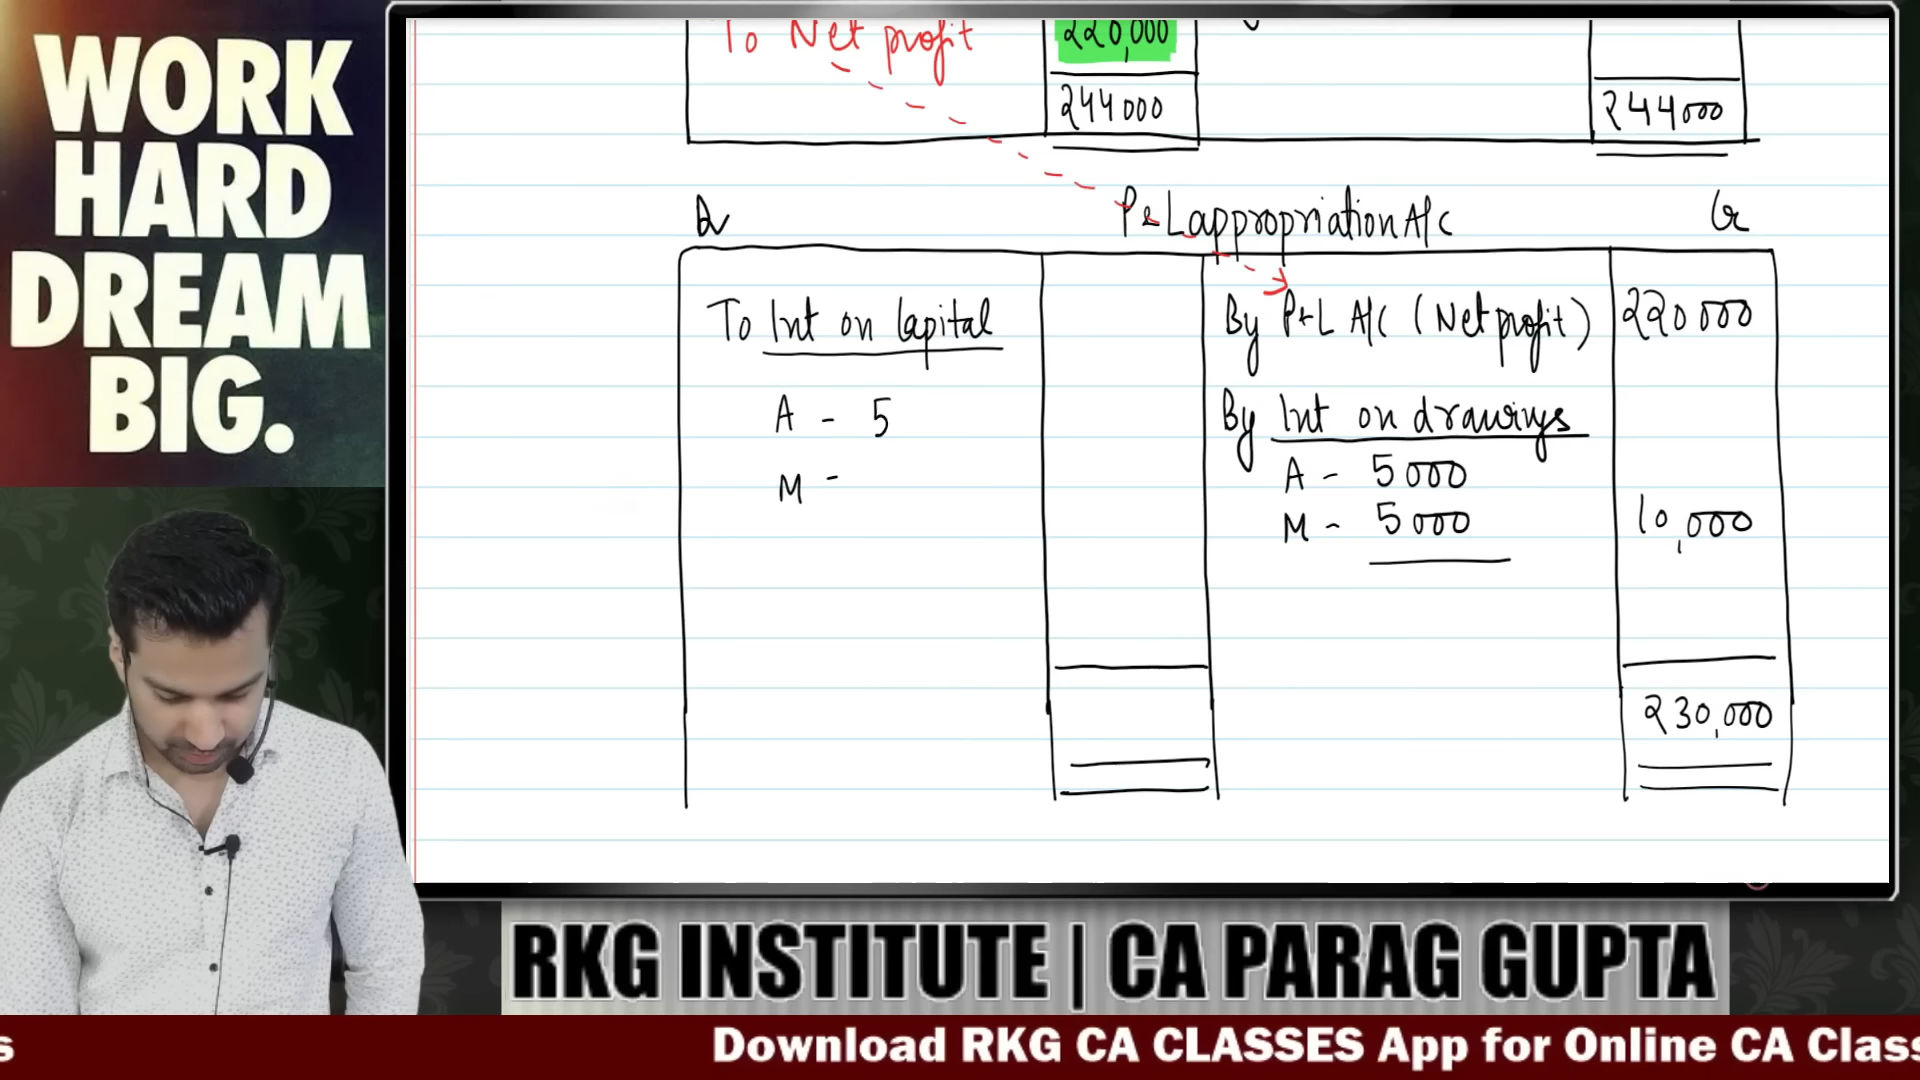 WORK
HARD
DREAM
BIG.
To Net profit 220,000
244000 244000
Dr P & L appropriation A/c Cr
To Int on Capital By P+L A/c (Net profit) 220000
A - 5 By Int on drawings
M - A - 5000
M - 5000 10,000
230,000
RKG INSTITUTE | CA PARAG GUPTA
s Download RKG CA CLASSES App for Online CA Class